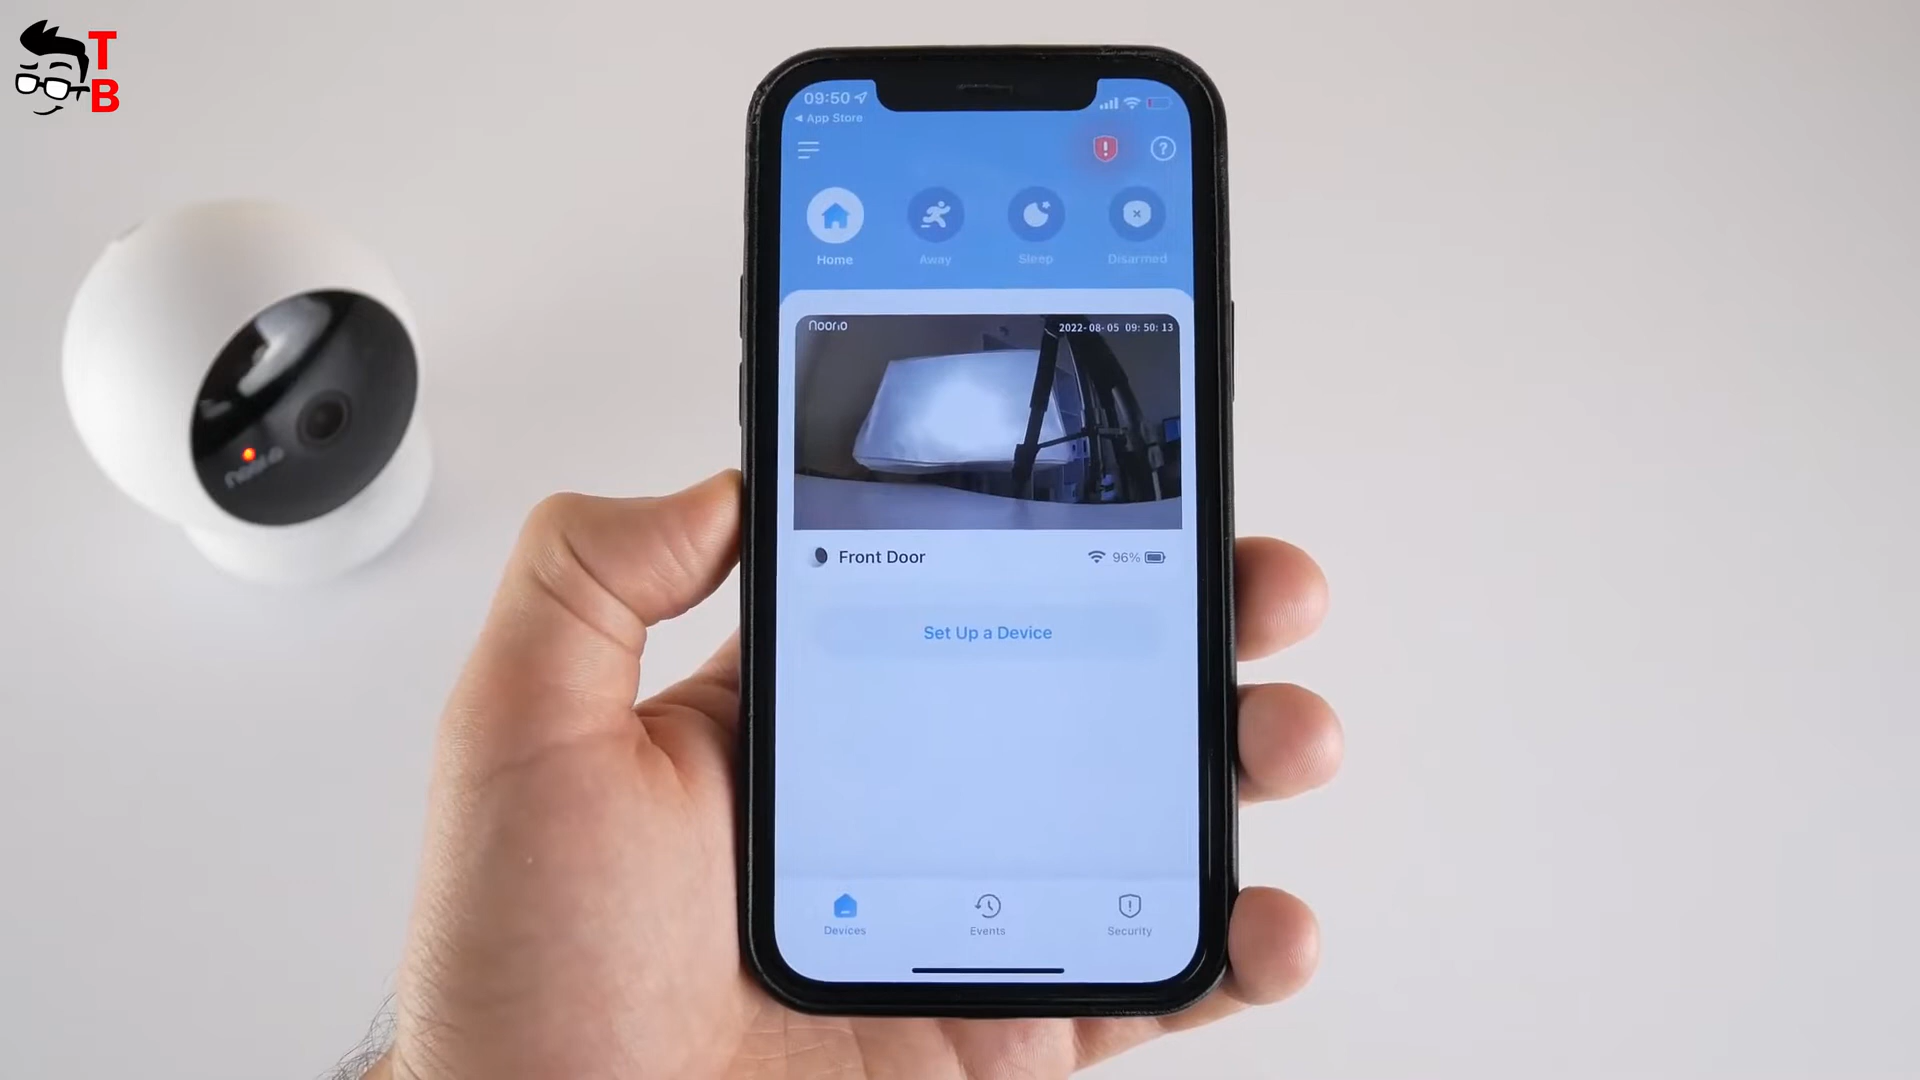 T
B
09:50
App Store
Home
Away
Sleep
Disarmed
noorio
2022-08-05 09:50:13
Front Door
96%
Set Up a Device
Devices
Events
Security
noorio